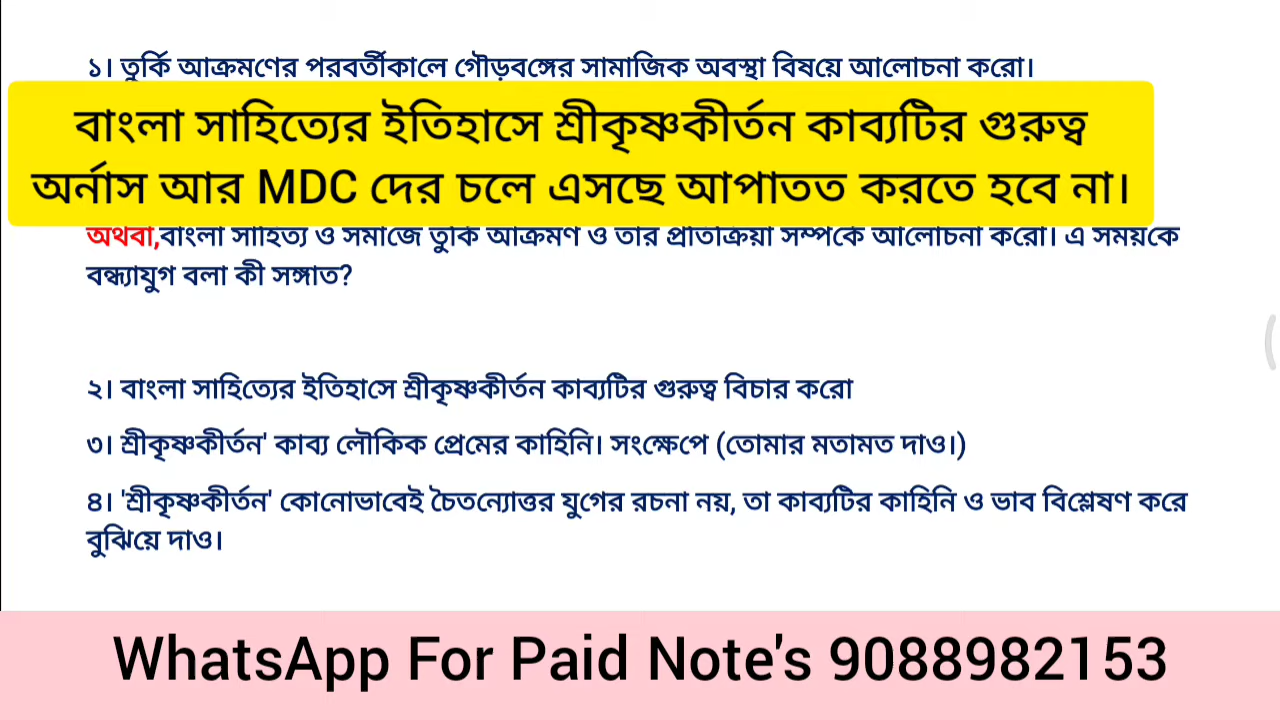 ১। তুর্কি আক্রমণের পরবর্তীকালে গৌড়বঙ্গের সামাজিক অবস্থা বিষয়ে আলোচনা করো।
বাংলা সাহিত্যের ইতিহাসে শ্রীকৃষ্ণকীর্তন কাব্যটির গুরুত্ব
অর্নাস আর MDC দের চলে এসছে আপাতত করতে হবে না।
অথবা,বাংলা সাহিত্য ও সমাজে তুর্কি আক্রমণ ও তার প্রতিক্রিয়া সম্পর্কে আলোচনা করো। এ সময়কে
বন্ধ্যাযুগ বলা কী সঙ্গাত?
২। বাংলা সাহিত্যের ইতিহাসে শ্রীকৃষ্ণকীর্তন কাব্যটির গুরুত্ব বিচার করো
৩। শ্রীকৃষ্ণকীর্তন' কাব্য লৌকিক প্রেমের কাহিনি। সংক্ষেপে (তোমার মতামত দাও।)
৪। 'শ্রীকৃষ্ণকীর্তন' কোনোভাবেই চৈতন্যোত্তর যুগের রচনা নয়, তা কাব্যটির কাহিনি ও ভাব বিশ্লেষণ করে
বুঝিয়ে দাও।
WhatsApp For Paid Note's 9088982153